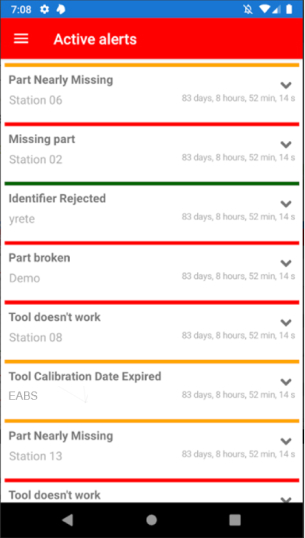 7:08
Active alerts
Part Nearly Missing
Station 06
83 days, 8 hours, 52 min, 14 s
Missing part
Station 02
83 days, 8 hours, 52 min, 14 s
Identifier Rejected
yrete
83 days, 8 hours, 52 min, 14 s
Part broken
Demo
83 days, 8 hours, 52 min, 14 s
Tool doesn't work
Station 08
83 days, 8 hours, 52 min, 14 s
Tool Calibration Date Expired
EABS
83 days, 8 hours, 52 min, 14 s
Part Nearly Missing
Station 13
83 days, 8 hours, 52 min, 14 s
Tool doesn't work